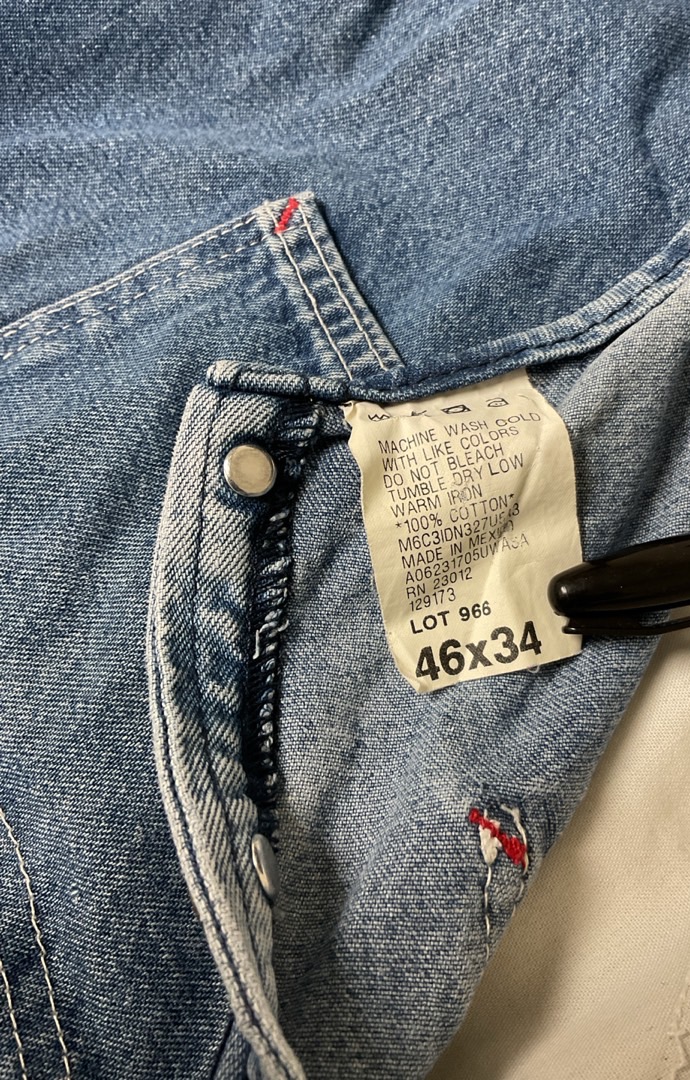 MACHINE WASH COLD
WITH LIKE COLORS
DO NOT BLEACH
TUMBLE DRY LOW
WARM IRON
*100% COTTON*
MADE IN MEXICO
RN 23012
129173
LOT 966
46x34